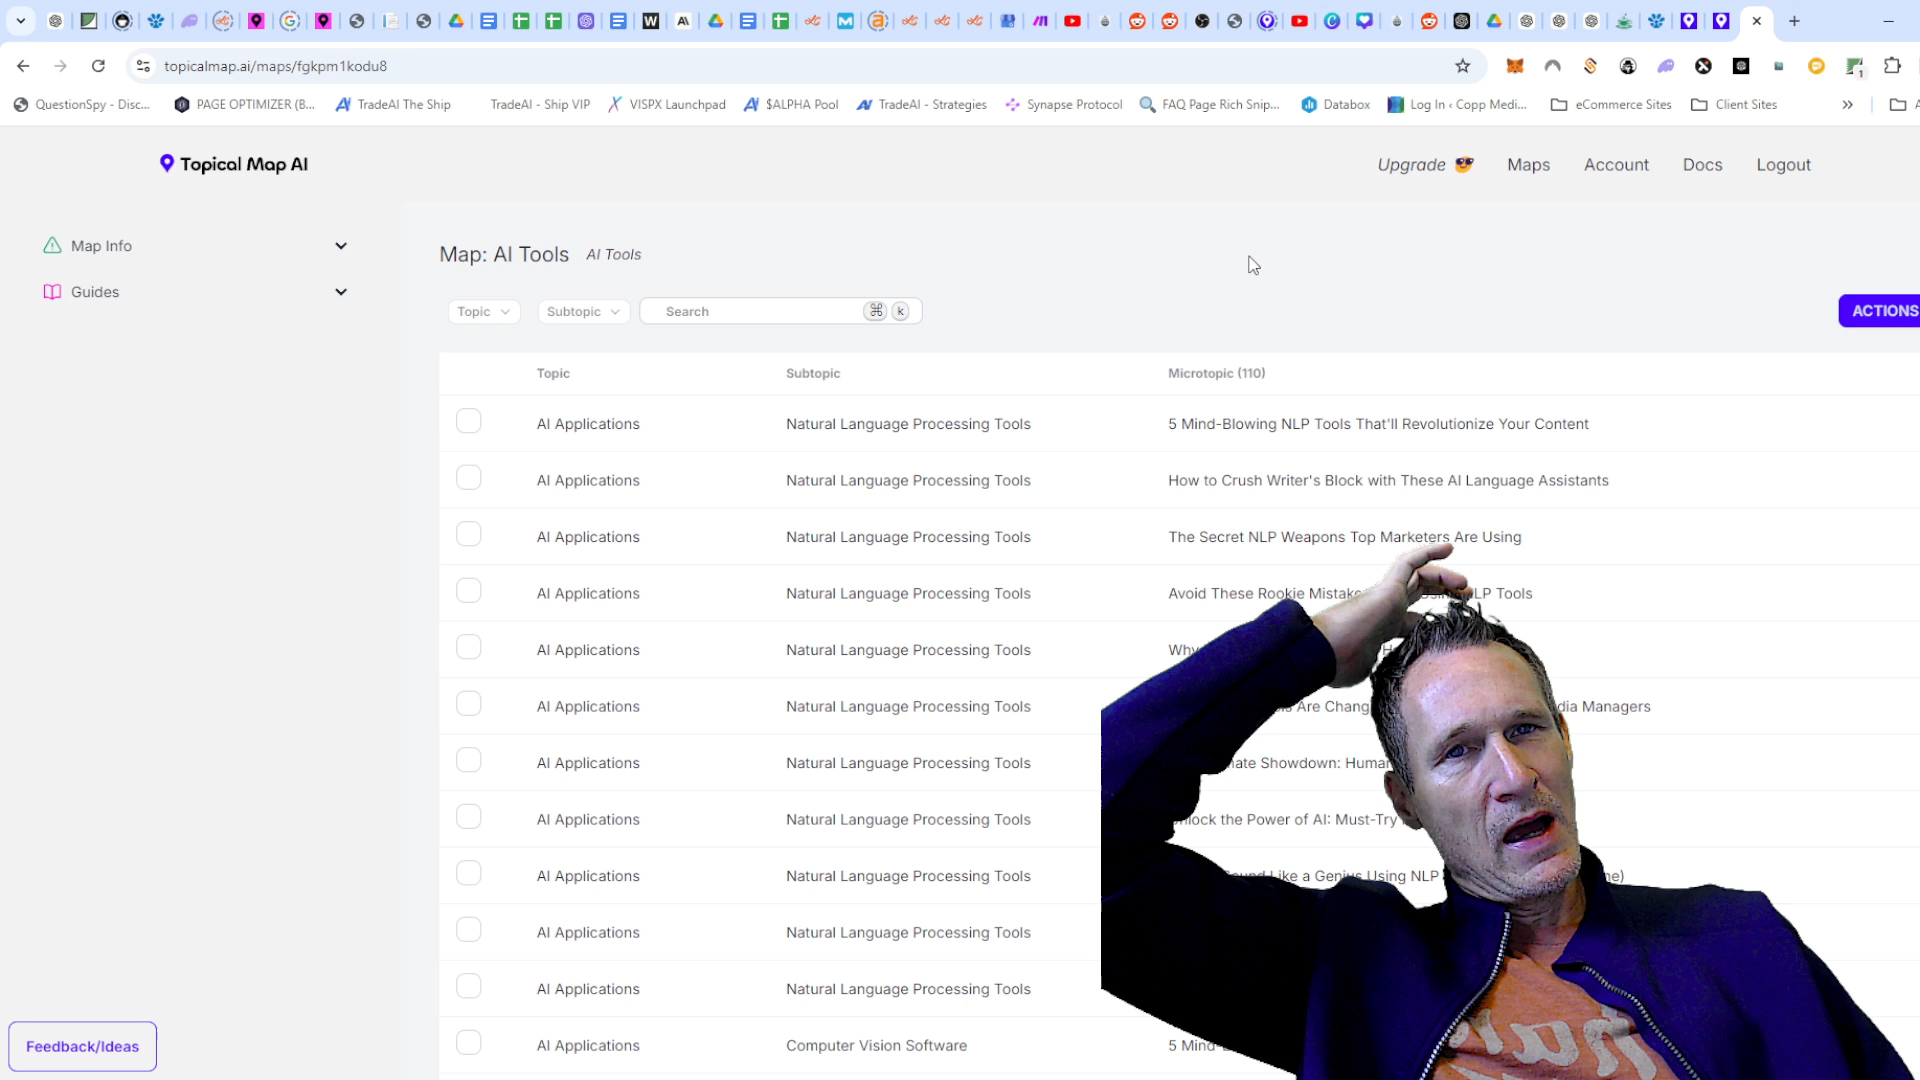 topicalmap.ai/maps/fgkpm1kodu8
QuestionSpy - Disc... PAGE OPTIMIZER (B... TradeAI The Ship TradeAI - Ship VIP VISPX Launchpad $ALPHA Pool TradeAI - Strategies Synapse Protocol FAQ Page Rich Snip... Databox Log In ‹ Copp Medi... eCommerce Sites Client Sites »
Topical Map AI
Upgrade Maps Account Docs Logout
Map Info
Guides
Map: AI Tools AI Tools
Topic Subtopic Search ⌘ k ACTIONS
Topic Subtopic Microtopic (110)
AI Applications Natural Language Processing Tools 5 Mind-Blowing NLP Tools That'll Revolutionize Your Content
AI Applications Natural Language Processing Tools How to Crush Writer's Block with These AI Language Assistants
AI Applications Natural Language Processing Tools The Secret NLP Weapons Top Marketers Are Using
AI Applications Natural Language Processing Tools Avoid These Rookie Tools
AI Applications Natural Language Processing Tools Why
AI Applications Natural Language Processing Tools Are Managers
AI Applications Natural Language Processing Tools Showdown:
AI Applications Natural Language Processing Tools the Power of AI: Must-Try
AI Applications Natural Language Processing Tools Like a Genius Using NLP
AI Applications Natural Language Processing Tools
AI Applications Natural Language Processing Tools
AI Applications Computer Vision Software 5
Feedback/Ideas